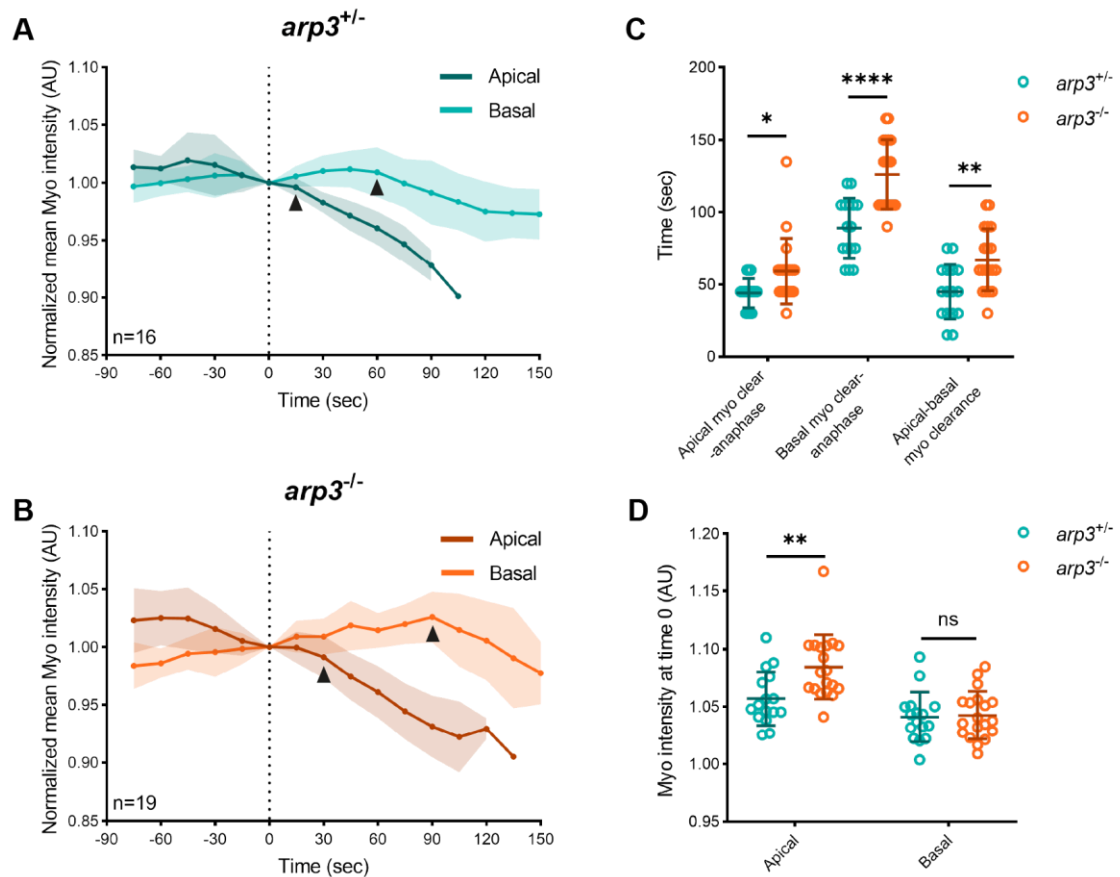 A
arp3+/-
Normalized mean Myo intensity (AU)
1.10
1.05
1.00
0.95
0.90
0.85
Apical
Basal
n=16
-90 -60 -30 0 30 60 90 120 150
Time (sec)
B
arp3-/-
Normalized mean Myo intensity (AU)
1.10
1.05
1.00
0.95
0.90
0.85
Apical
Basal
n=19
-90 -60 -30 0 30 60 90 120 150
Time (sec)
C
Time (sec)
200
150
100
50
0
*
****
**
arp3+/-
arp3-/-
Apical myo clear
-anaphase
Basal myo clear-
anaphase
Apical-basal
myo clearance
D
Myo intensity at time 0 (AU)
1.20
1.15
1.10
1.05
1.00
0.95
**
ns
arp3+/-
arp3-/-
Apical
Basal